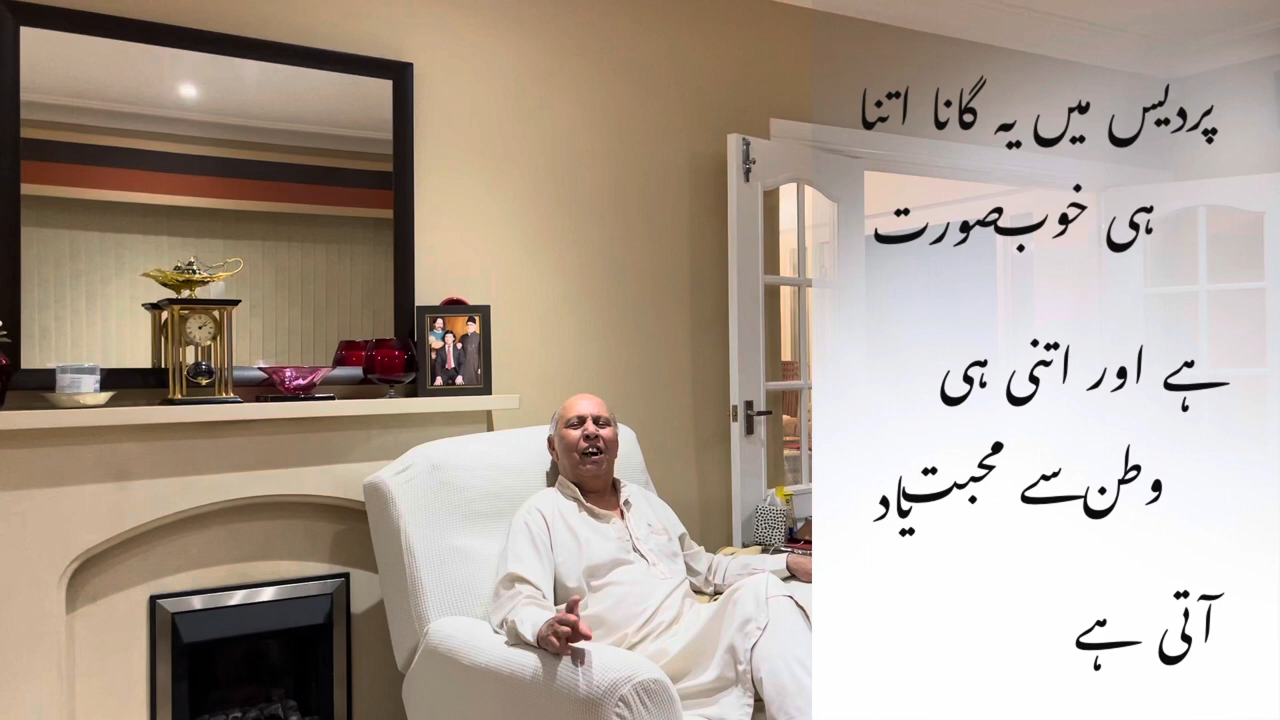 پردیس میں یہ گانا اتنا
ہی خوبصورت
ہے اور اتنی ہی
وطن سے محبت یاد
آتی ہے